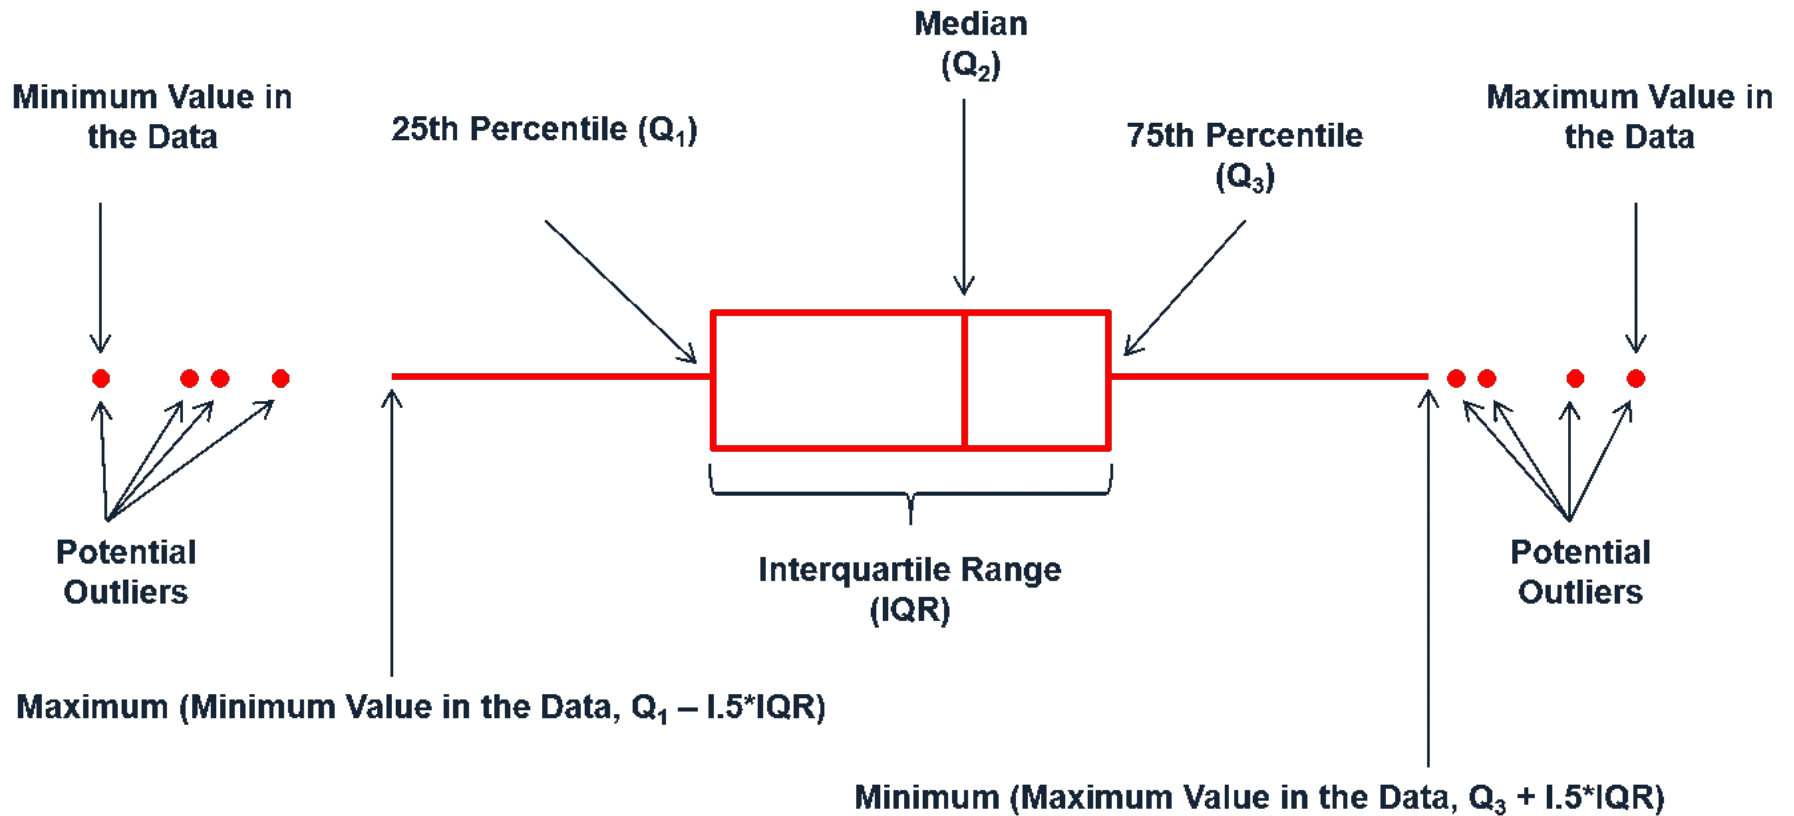 Median
(Q₂)
Minimum Value in
the Data
25th Percentile (Q₁)
75th Percentile
(Q₃)
Maximum Value in
the Data
Potential
Outliers
Interquartile Range
(IQR)
Potential
Outliers
Maximum (Minimum Value in the Data, Q₁ – I.5*IQR)
Minimum (Maximum Value in the Data, Q₃ + I.5*IQR)